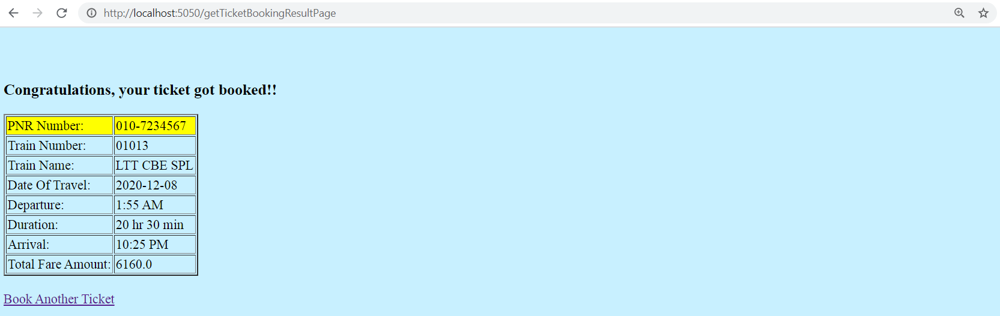 http://localhost:5050/getTicketBookingResultPage
Congratulations, your ticket got booked!!
PNR Number: 010-7234567
Train Number: 01013
Train Name: LTT CBE SPL
Date Of Travel: 2020-12-08
Departure: 1:55 AM
Duration: 20 hr 30 min
Arrival: 10:25 PM
Total Fare Amount: 6160.0
Book Another Ticket